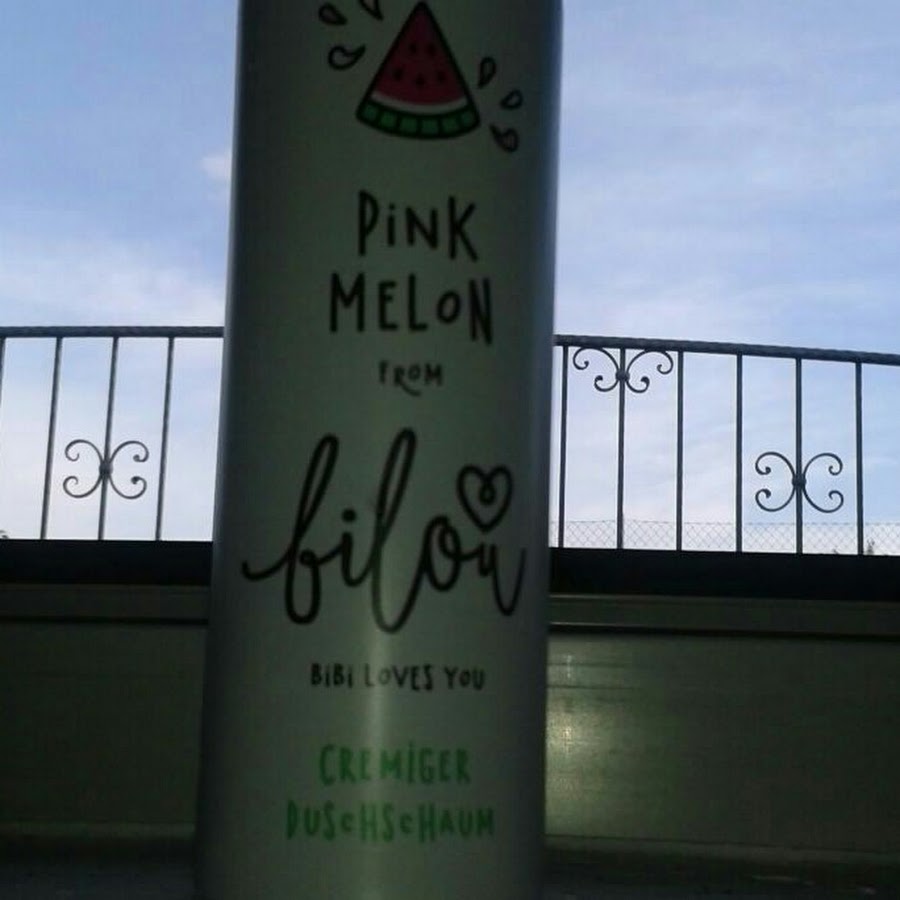 PiNK
MELON
FROM
bilou
BiBi LOVES YOU
CREMiGER
DUSCHSCHAUM